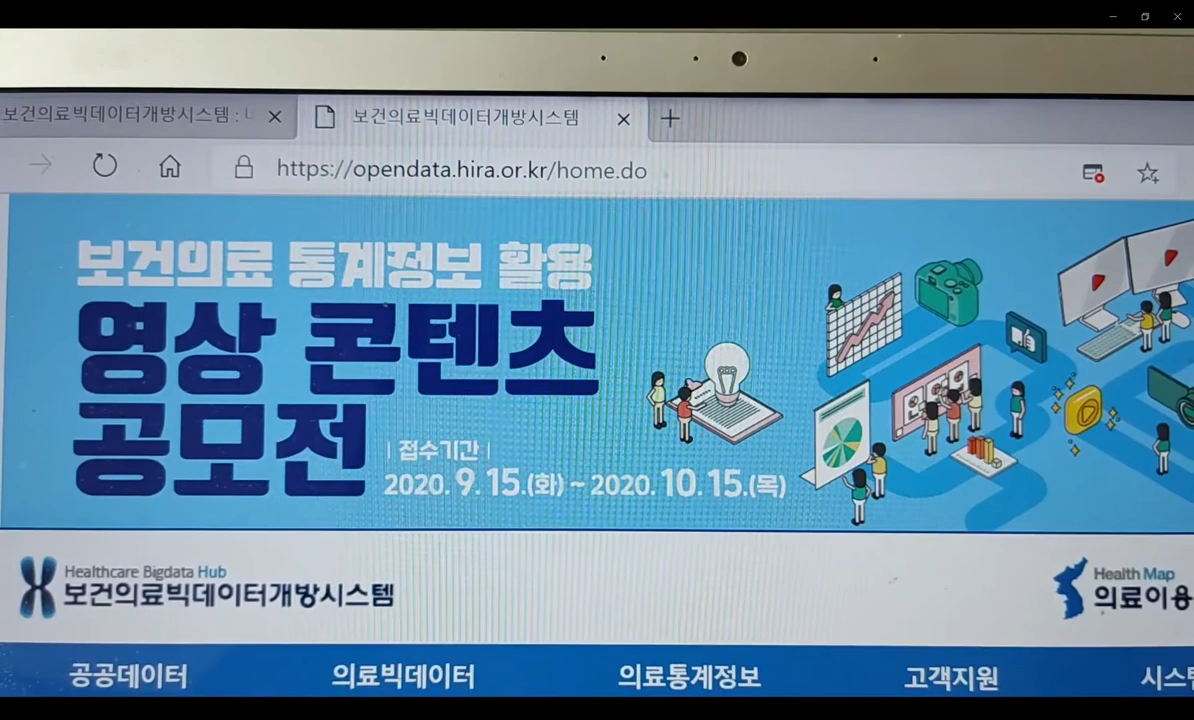 보건의료빅데이터개방시스템 :
보건의료빅데이터개방시스템
https://opendata.hira.or.kr/home.do
보건의료 통계정보 활용
영상 콘텐츠
공모전
| 접수기간 |
2020. 9. 15.(화) ~ 2020. 10. 15.(목)
Healthcare Bigdata Hub
보건의료빅데이터개방시스템
Health Map
의료이용
공공데이터
의료빅데이터
의료통계정보
고객지원